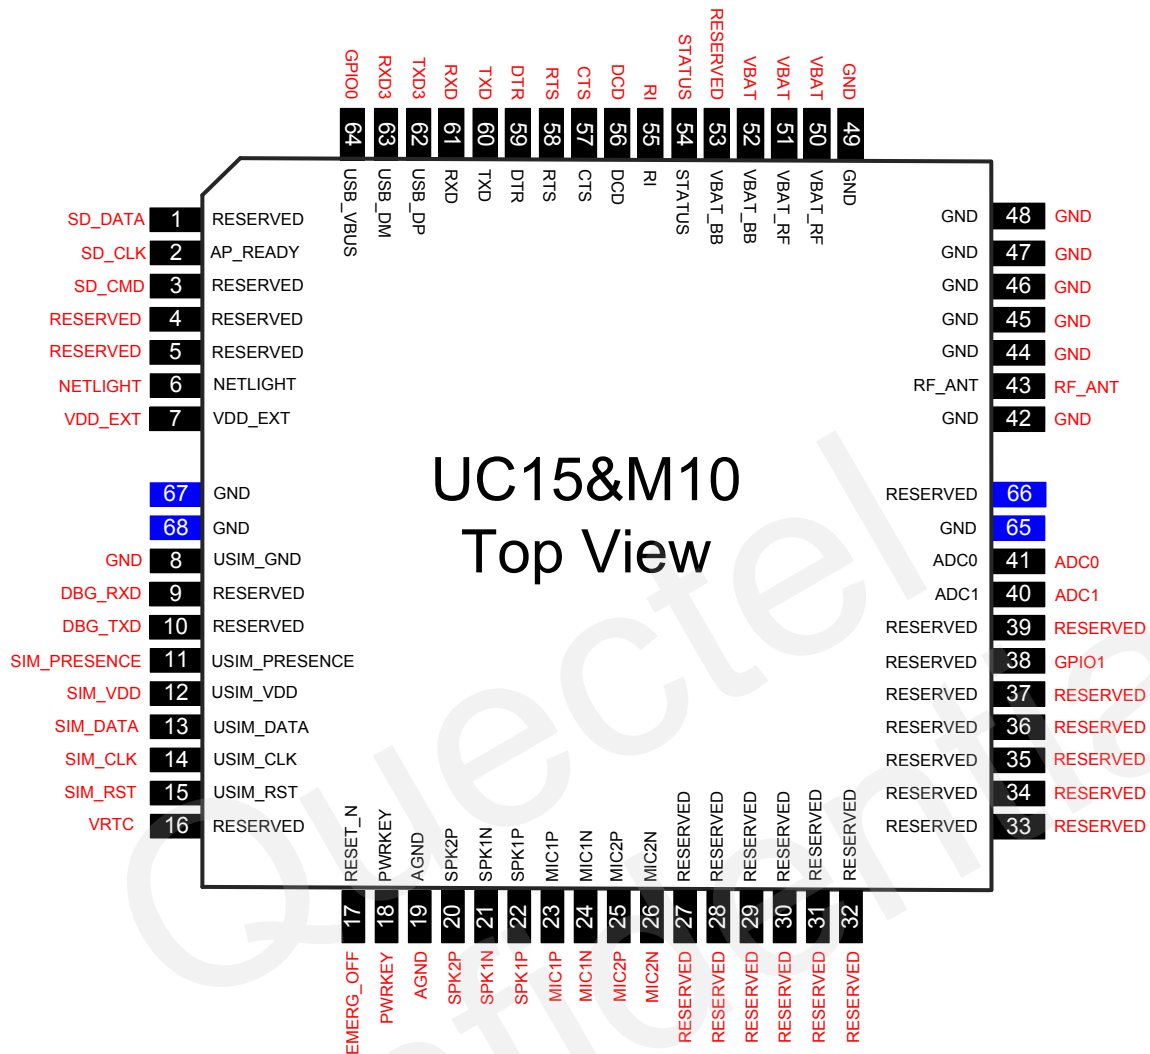 GPIO0 RXD3 TXD3 RXD TXD DTR RTS CTS DCD RI STATUS RESERVED VBAT VBAT VBAT GND
64 63 62 61 60 59 58 57 56 55 54 53 52 51 50 49
USB_VBUS USB_DM USB_DP RXD TXD DTR RTS CTS DCD RI STATUS VBAT_BB VBAT_BB VBAT_RF VBAT_RF GND
SD_DATA 1 RESERVED
SD_CLK 2 AP_READY
SD_CMD 3 RESERVED
RESERVED 4 RESERVED
RESERVED 5 RESERVED
NETLIGHT 6 NETLIGHT
VDD_EXT 7 VDD_EXT
67 GND
68 GND
GND 8 USIM_GND
DBG_RXD 9 RESERVED
DBG_TXD 10 RESERVED
SIM_PRESENCE 11 USIM_PRESENCE
SIM_VDD 12 USIM_VDD
SIM_DATA 13 USIM_DATA
SIM_CLK 14 USIM_CLK
SIM_RST 15 USIM_RST
VRTC 16 RESERVED
UC15&M10
Top View
GND 48 GND
GND 47 GND
GND 46 GND
GND 45 GND
GND 44 GND
RF_ANT 43 RF_ANT
GND 42 GND
RESERVED 66
GND 65
ADC0 41 ADC0
ADC1 40 ADC1
RESERVED 39 RESERVED
RESERVED 38 GPIO1
RESERVED 37 RESERVED
RESERVED 36 RESERVED
RESERVED 35 RESERVED
RESERVED 34 RESERVED
RESERVED 33 RESERVED
RESET_N PWRKEY AGND SPK2P SPK1N SPK1P MIC1P MIC1N MIC2P MIC2N RESERVED RESERVED RESERVED RESERVED RESERVED RESERVED
17 18 19 20 21 22 23 24 25 26 27 28 29 30 31 32
EMERG_OFF PWRKEY AGND SPK2P SPK1N SPK1P MIC1P MIC1N MIC2P MIC2N RESERVED RESERVED RESERVED RESERVED RESERVED RESERVED
Quectel